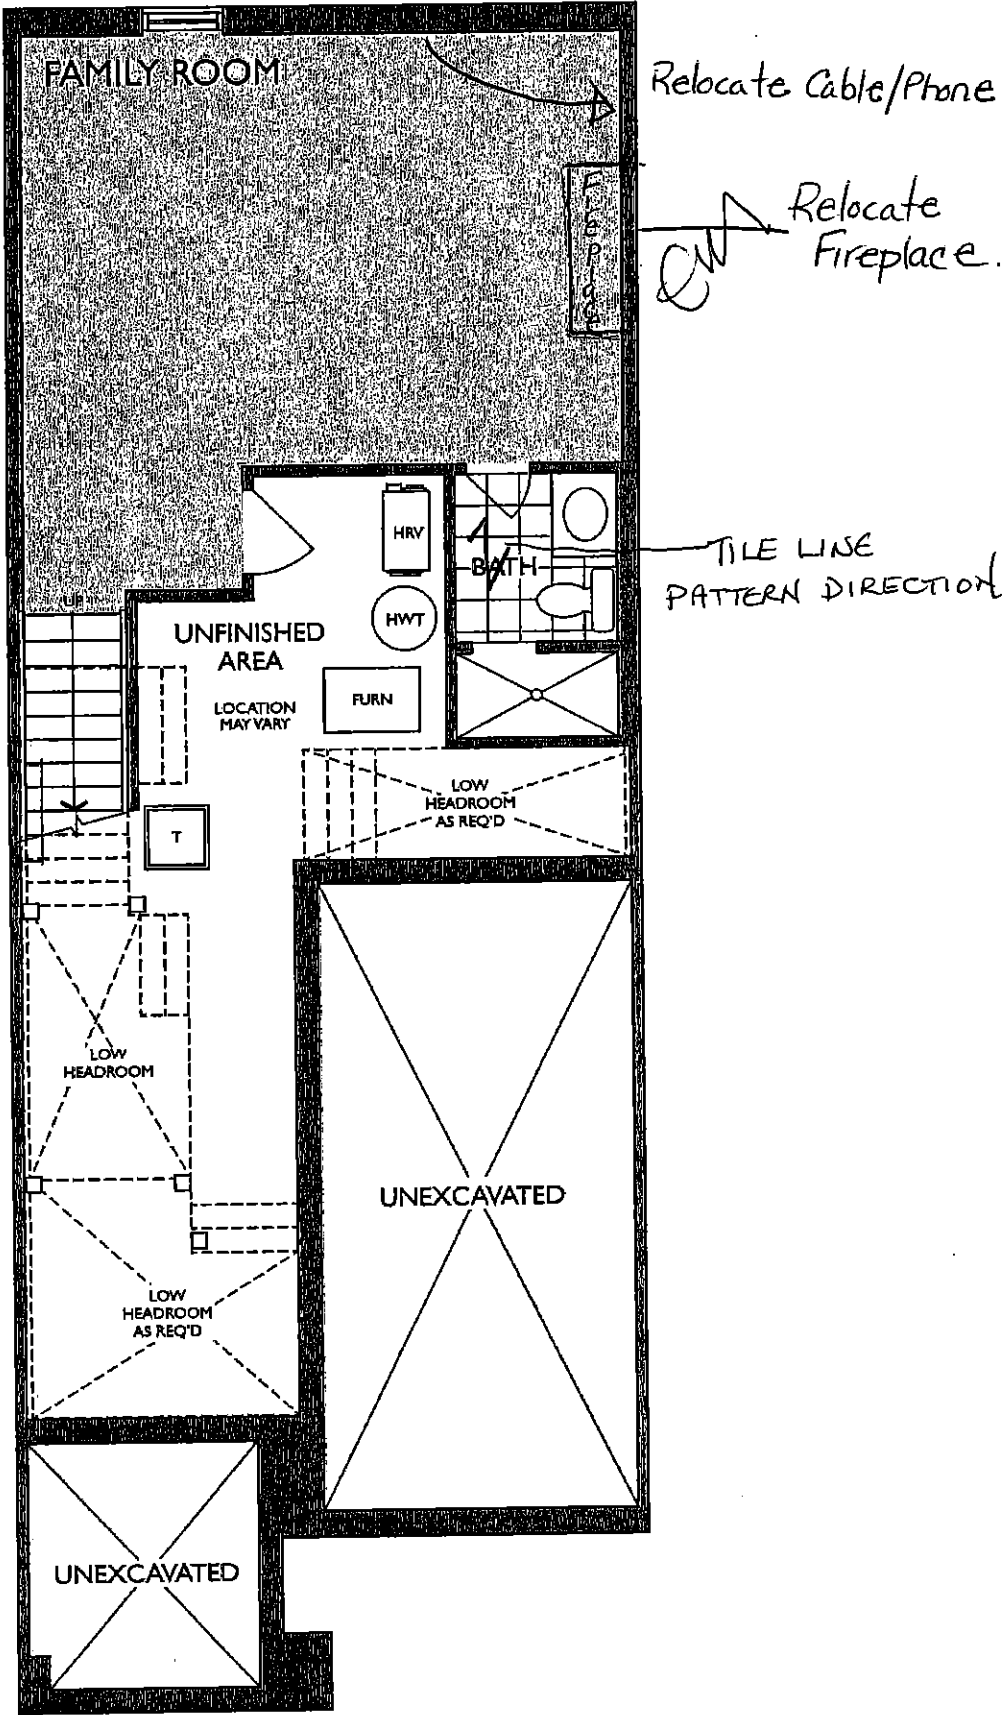 FAMILY ROOM
Relocate Cable/Phone
Fireplace
Relocate
Fireplace.
HRV
BATH
TILE LINE
PATTERN DIRECTION
UP
HWT
UNFINISHED
AREA
LOCATION
MAY VARY
FURN
LOW
HEADROOM
AS REQ'D
T
LOW
HEADROOM
UNEXCAVATED
LOW
HEADROOM
AS REQ'D
UNEXCAVATED